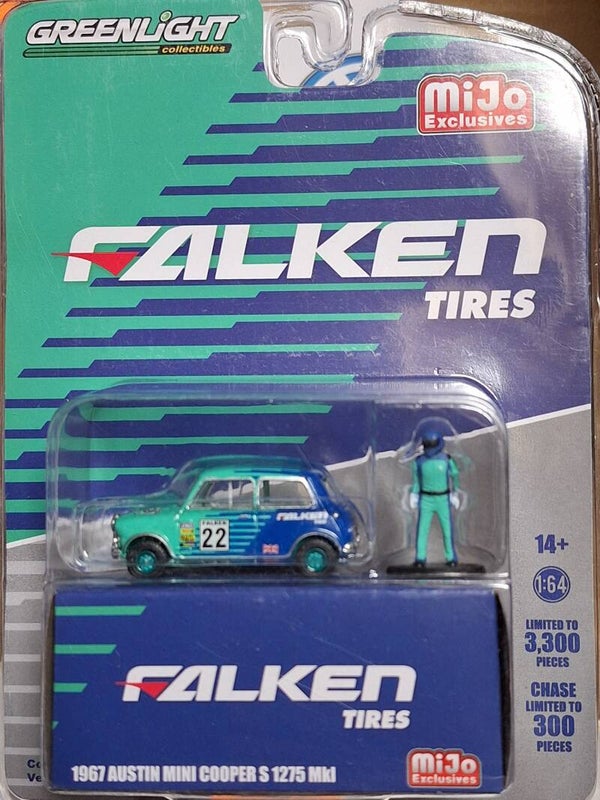 GREENLiGHT
collectibles
MiJo
Exclusives
FALKEN
TIRES
FALKEN
22
FALKEN
14+
1:64
LIMITED TO
3,300
PIECES
CHASE
LIMITED TO
300
PIECES
FALKEN
TIRES
1967 AUSTIN MINI COOPER S 1275 MkI
MiJo
Exclusives